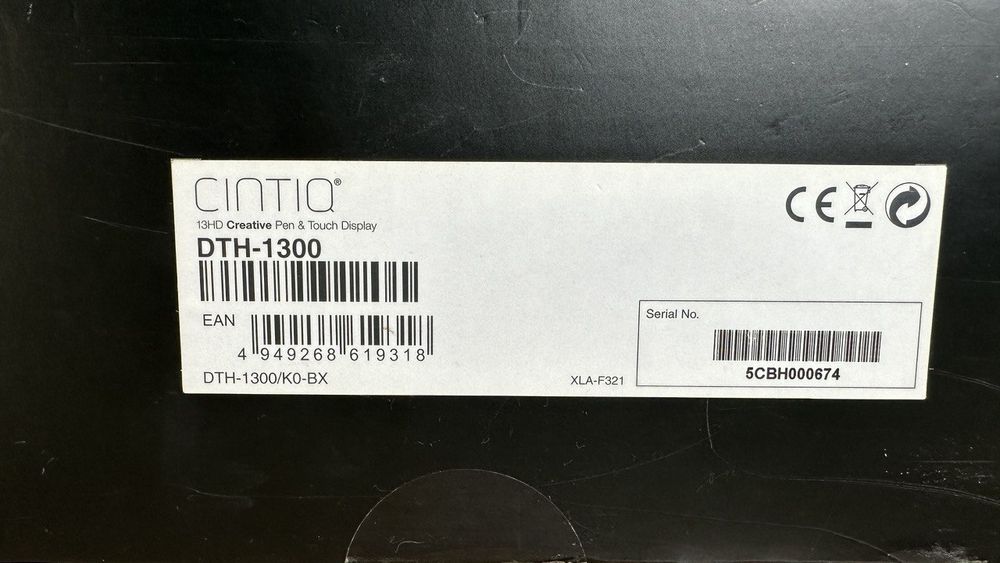 CINTIQ®
13HD Creative Pen & Touch Display
DTH-1300
EAN
4 949268 619318
DTH-1300/K0-BX
XLA-F321
CE
Serial No.
5CBH000674